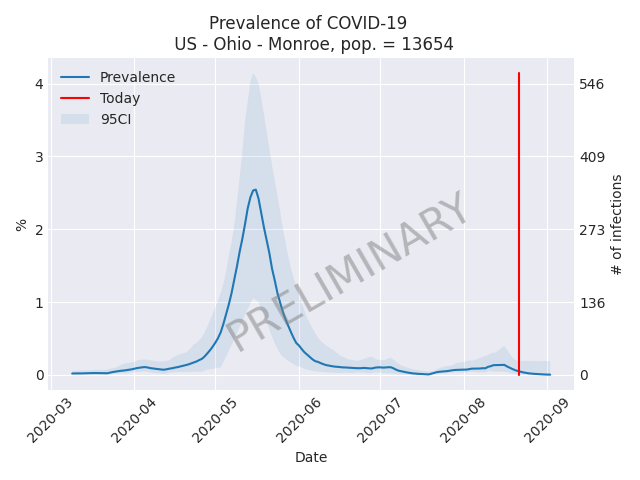 Prevalence of COVID-19
US - Ohio - Monroe, pop. = 13654
Prevalence
Today
95CI
4
3
2
1
0
%
546
409
273
136
0
# of infections
PRELIMINARY
2020-03
2020-04
2020-05
2020-06
2020-07
2020-08
2020-09
Date